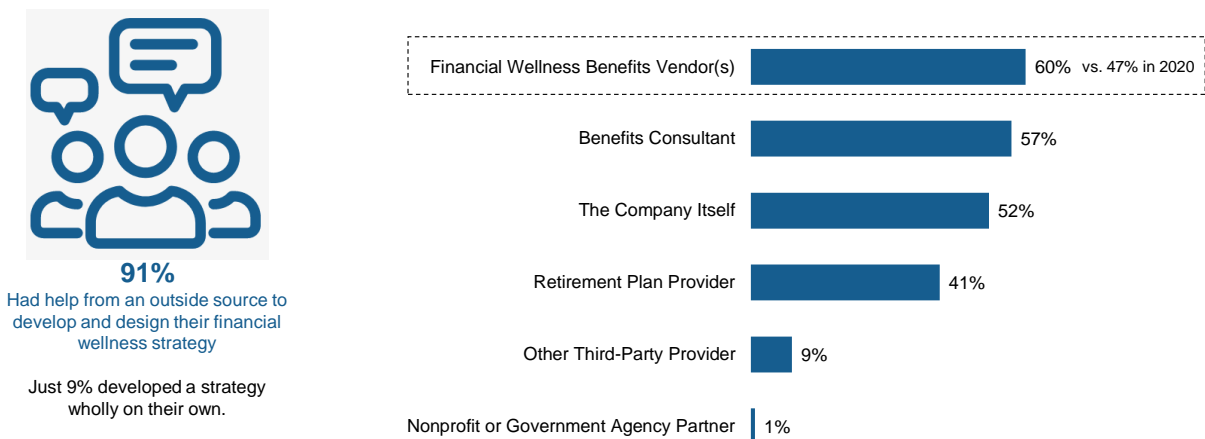 91%
Had help from an outside source to
develop and design their financial
wellness strategy
Just 9% developed a strategy
wholly on their own.
Financial Wellness Benefits Vendor(s) 60% vs. 47% in 2020
Benefits Consultant 57%
The Company Itself 52%
Retirement Plan Provider 41%
Other Third-Party Provider 9%
Nonprofit or Government Agency Partner 1%